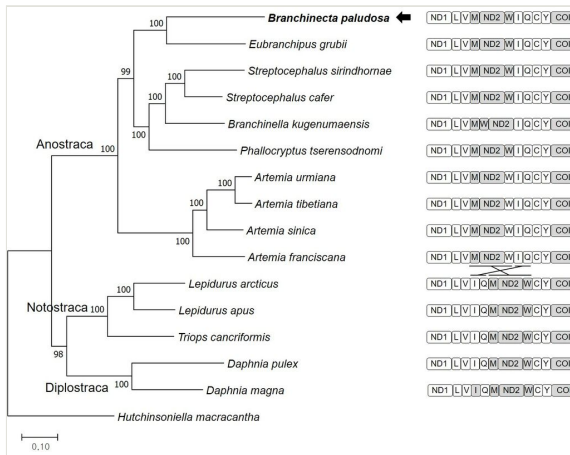 Branchinecta paludosa ND1 L V M ND2 W I Q C Y COI
100
Eubranchipus grubii ND1 L V M ND2 W I Q C Y COI
99
Streptocephalus sirindhornae ND1 L V M ND2 W I Q C Y COI
100
Streptocephalus cafer ND1 L V M ND2 W I Q C Y COI
100
100
Branchinella kugenumaensis ND1 L V M W ND2 I Q C Y COI
Anostraca
100
100
Phallocryptus tserensodnomi ND1 L V M ND2 W I Q C Y COI
100
Artemia urmiana ND1 L V M ND2 W I Q C Y COI
100
Artemia tibetiana ND1 L V M ND2 W I Q C Y COI
Artemia sinica ND1 L V M ND2 W I Q C Y COI
100
Artemia franciscana ND1 L V M ND2 W I Q C Y COI
100
Lepidurus arcticus ND1 L V I Q M ND2 W C Y COI
Notostraca
100
Lepidurus apus ND1 L V I Q M ND2 W C Y COI
Triops cancriformis ND1 L V I Q M ND2 W C Y COI
98
Daphnia pulex ND1 L V I Q M ND2 W C Y COI
Diplostraca
100
Daphnia magna ND1 L V I Q M ND2 W C Y COI
Hutchinsoniella macracantha
0.10